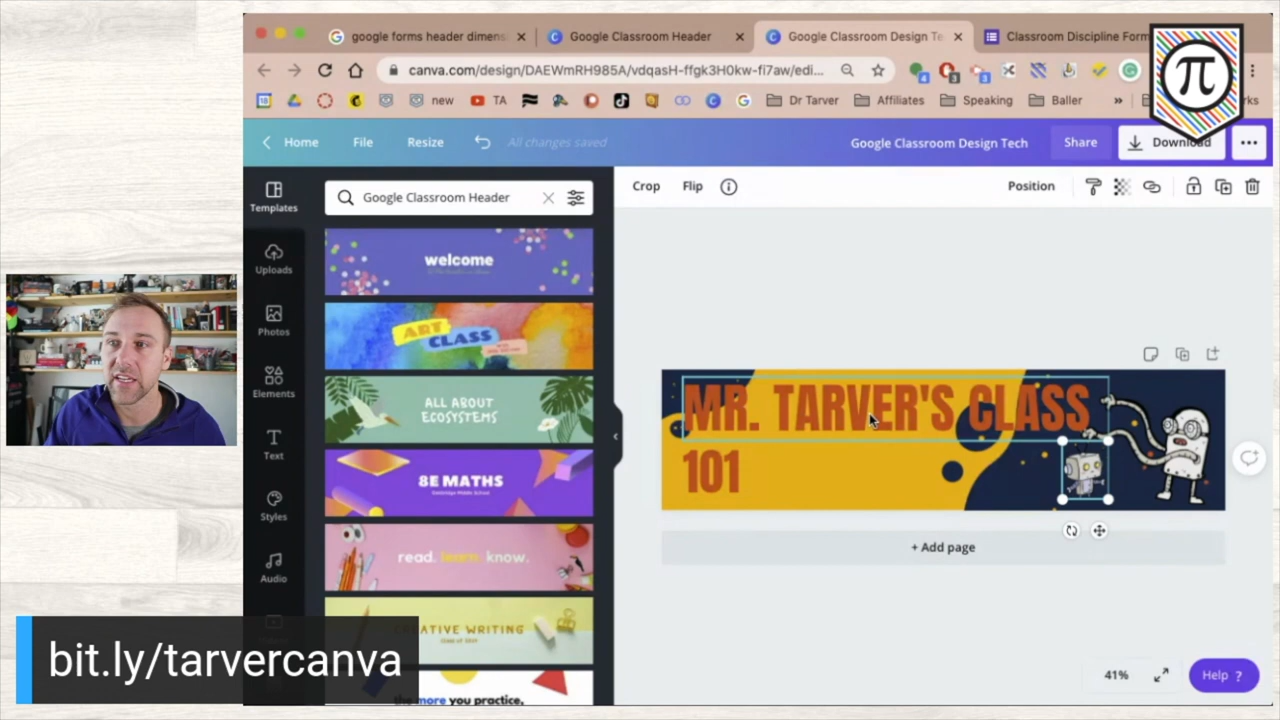 google forms header dimens
Google Classroom Header
Google Classroom Design Te
Classroom Discipline Form
canva.com/design/DAEWmRH985A/vdqasH-ffgk3H0kw-fi7aw/edi...
new
TA
Dr Tarver
Affiliates
Speaking
Baller
»
π
Home
File
Resize
All changes saved
Google Classroom Design Tech
Share
Download
Templates
Uploads
Photos
Elements
Text
Styles
Audio
Google Classroom Header
Crop
Flip
Position
welcome
ART
CLASS
ALL ABOUT
ECOSYSTEMS
8E MATHS
read. learn. know.
CREATIVE WRITING
the more you practice,
MR. TARVER'S CLASS
101
+ Add page
41%
Help ?
bit.ly/tarvercanva